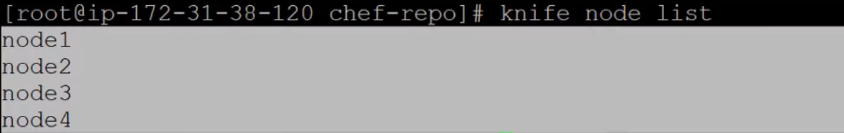 [root@ip-172-31-38-120 chef-repo]# knife node list
node1
node2
node3
node4